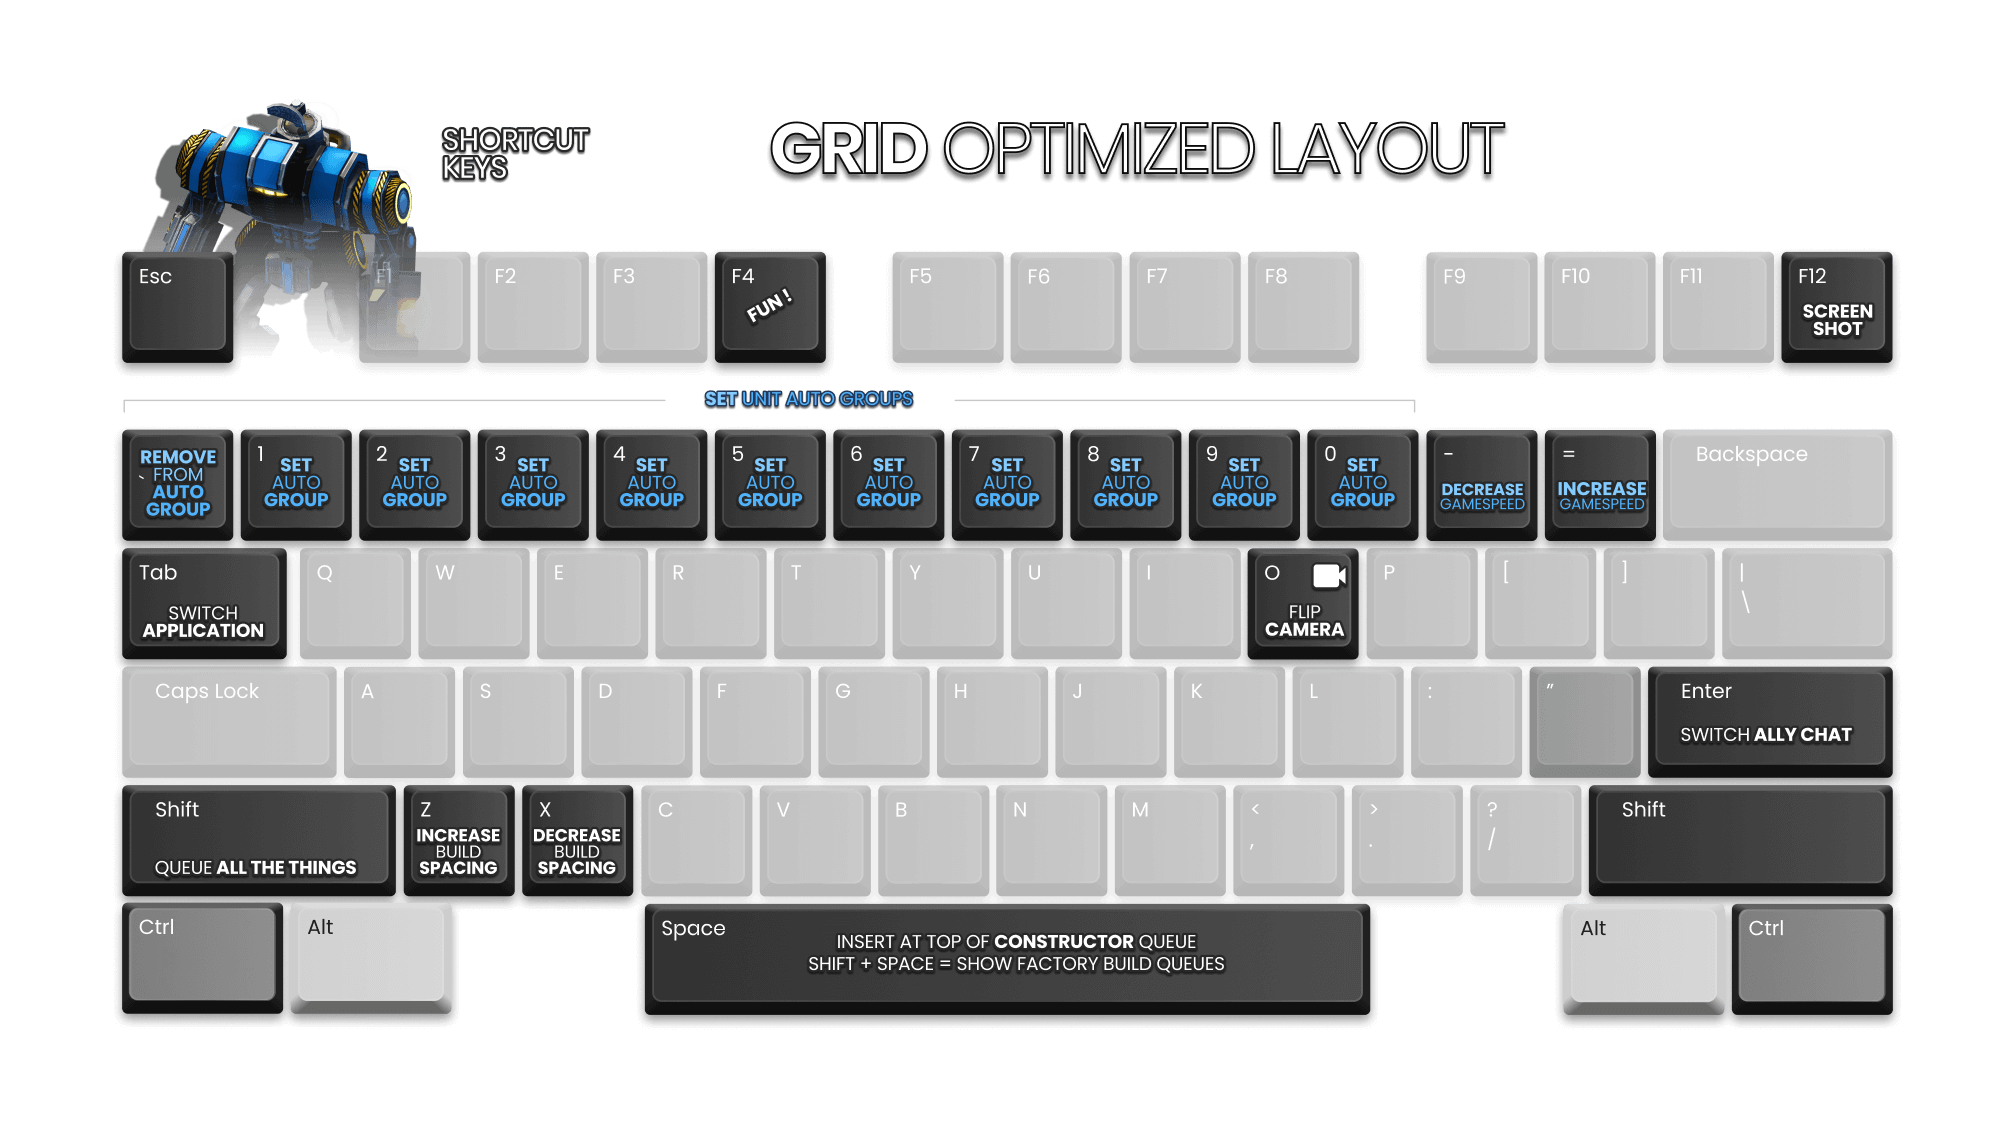 SHORTCUT
KEYS
GRID OPTIMIZED LAYOUT
Esc
F1
F2
F3
F4
FUN !
F5
F6
F7
F8
F9
F10
F11
F12
SCREEN
SHOT
SET UNIT AUTO GROUPS
`
REMOVE
FROM
AUTO
GROUP
1
SET
AUTO
GROUP
2
SET
AUTO
GROUP
3
SET
AUTO
GROUP
4
SET
AUTO
GROUP
5
SET
AUTO
GROUP
6
SET
AUTO
GROUP
7
SET
AUTO
GROUP
8
SET
AUTO
GROUP
9
SET
AUTO
GROUP
0
SET
AUTO
GROUP
-
DECREASE
GAMESPEED
=
INCREASE
GAMESPEED
Backspace
Tab
SWITCH
APPLICATION
Q
W
E
R
T
Y
U
I
O
FLIP
CAMERA
P
[
]
|
\
Caps Lock
A
S
D
F
G
H
J
K
L
:
"
Enter
SWITCH ALLY CHAT
Shift
QUEUE ALL THE THINGS
Z
INCREASE
BUILD
SPACING
X
DECREASE
BUILD
SPACING
C
V
B
N
M
<
,
>
.
?
/
Shift
Ctrl
Alt
Space
INSERT AT TOP OF CONSTRUCTOR QUEUE
SHIFT + SPACE = SHOW FACTORY BUILD QUEUES
Alt
Ctrl